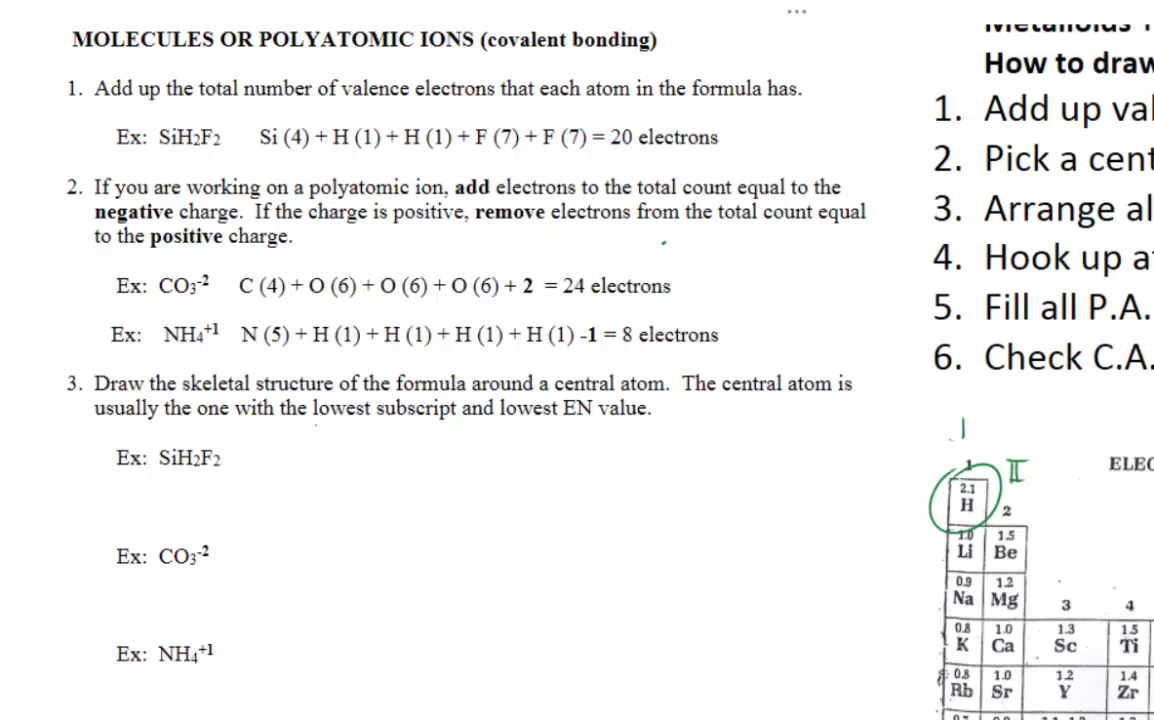 ...
MOLECULES OR POLYATOMIC IONS (covalent bonding)
1. Add up the total number of valence electrons that each atom in the formula has.
Ex: SiH2F2 Si (4) + H (1) + H (1) + F (7) + F (7) = 20 electrons
2. If you are working on a polyatomic ion, add electrons to the total count equal to the
negative charge. If the charge is positive, remove electrons from the total count equal
to the positive charge.
Ex: CO3-2 C (4) + O (6) + O (6) + O (6) + 2 = 24 electrons
Ex: NH4+1 N (5) + H (1) + H (1) + H (1) + H (1) -1 = 8 electrons
3. Draw the skeletal structure of the formula around a central atom. The central atom is
usually the one with the lowest subscript and lowest EN value.
Ex: SiH2F2
Ex: CO3-2
Ex: NH4+1
How to draw
1. Add up val
2. Pick a cent
3. Arrange al
4. Hook up a
5. Fill all P.A.
6. Check C.A.
I
1 II ELEC
2.1
H 2
1.0 1.5
Li Be
0.9 1.2
Na Mg 3 4
0.8 1.0 1.3 1.5
K Ca Sc Ti
0.8 1.0 1.2 1.4
Rb Sr Y Zr